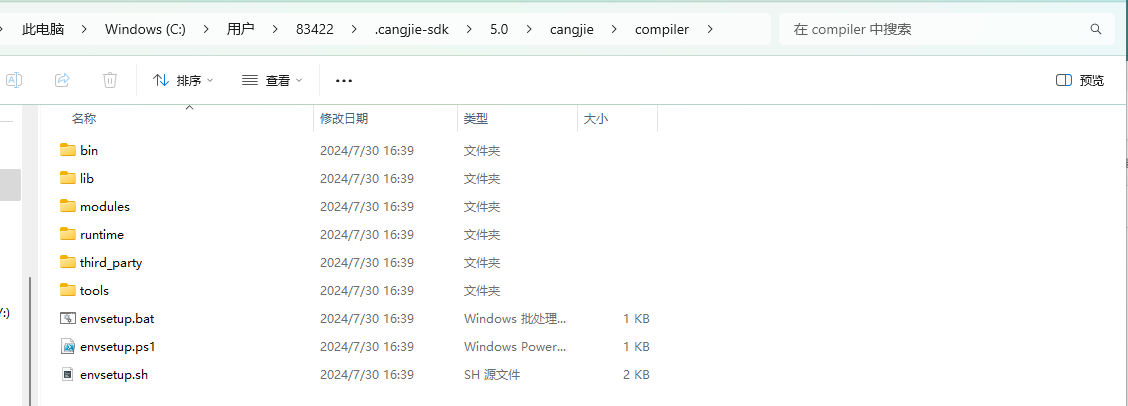 此电脑 > Windows (C:) > 用户 > 83422 > .cangjie-sdk > 5.0 > cangjie > compiler >
在 compiler 中搜索
排序 查看 ... 预览
名称 修改日期 类型 大小
bin 2024/7/30 16:39 文件夹
lib 2024/7/30 16:39 文件夹
modules 2024/7/30 16:39 文件夹
runtime 2024/7/30 16:39 文件夹
third_party 2024/7/30 16:39 文件夹
tools 2024/7/30 16:39 文件夹
envsetup.bat 2024/7/30 16:39 Windows 批处理... 1 KB
envsetup.ps1 2024/7/30 16:39 Windows Power... 1 KB
envsetup.sh 2024/7/30 16:39 SH 源文件 2 KB